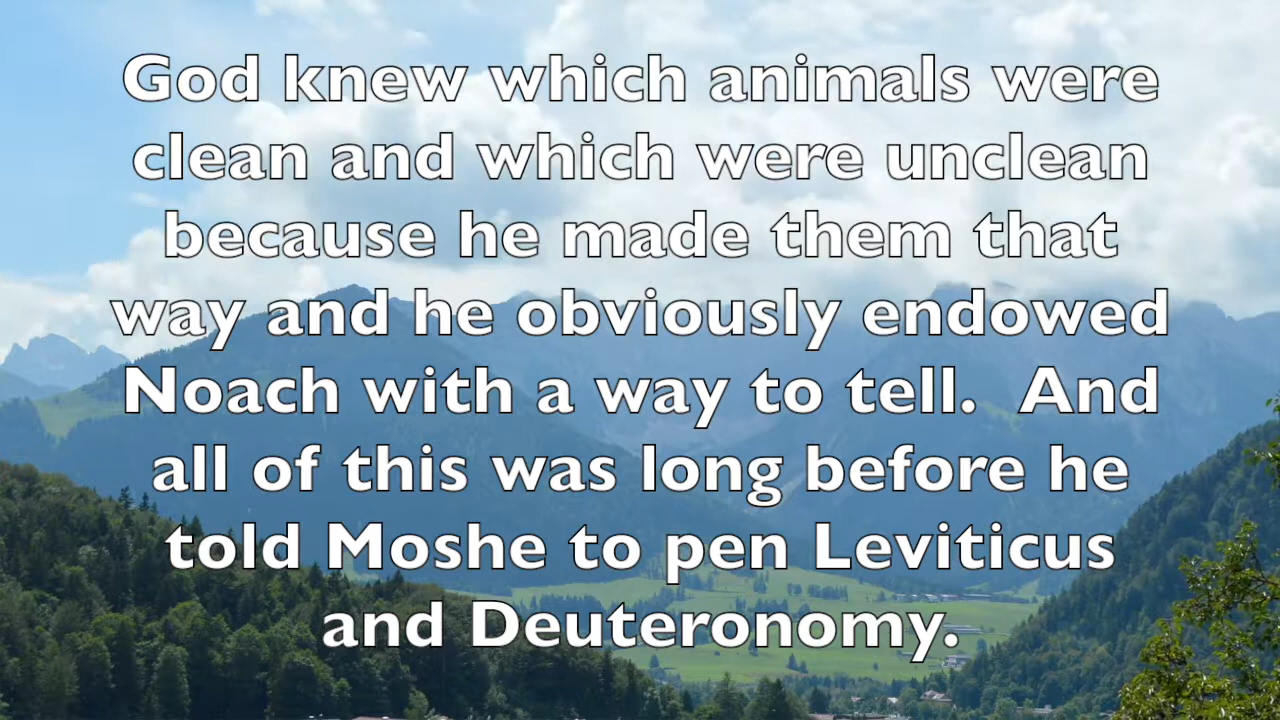 God knew which animals were
clean and which were unclean
because he made them that
way and he obviously endowed
Noach with a way to tell.  And
all of this was long before he
told Moshe to pen Leviticus
and Deuteronomy.